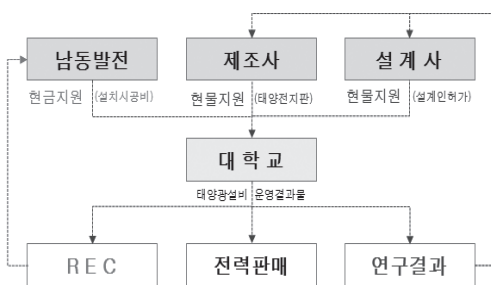 남동발전 제조사 설 계 사
현금지원 (설치시공비) 현물지원 (태양전지판) 현물지원 (설계인허가)
대 학 교
태양광설비 운영결과물
R E C 전력판매 연구결과